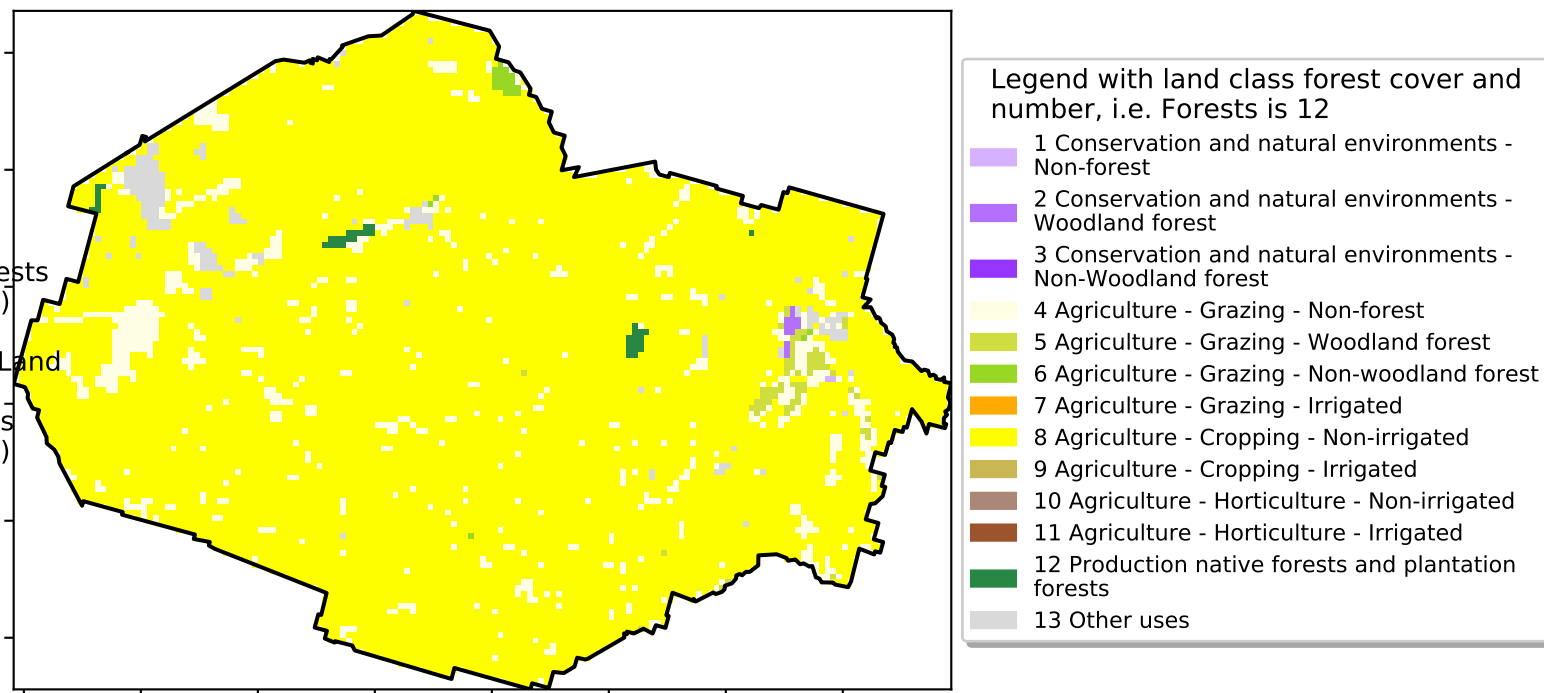 ests
)
Land
s
)
Legend with land class forest cover and
number, i.e. Forests is 12
1 Conservation and natural environments -
Non-forest
2 Conservation and natural environments -
Woodland forest
3 Conservation and natural environments -
Non-Woodland forest
4 Agriculture - Grazing - Non-forest
5 Agriculture - Grazing - Woodland forest
6 Agriculture - Grazing - Non-woodland forest
7 Agriculture - Grazing - Irrigated
8 Agriculture - Cropping - Non-irrigated
9 Agriculture - Cropping - Irrigated
10 Agriculture - Horticulture - Non-irrigated
11 Agriculture - Horticulture - Irrigated
12 Production native forests and plantation
forests
13 Other uses